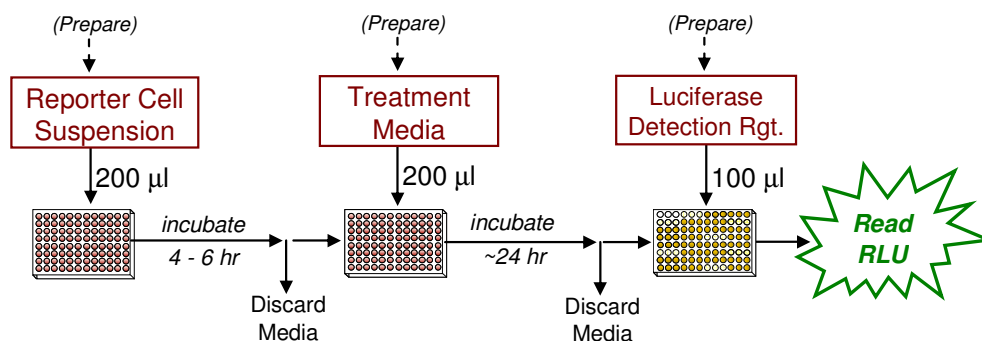 (Prepare)
(Prepare)
(Prepare)
Reporter Cell
Suspension
Treatment
Media
Luciferase
Detection Rgt.
200 µl
200 µl
100 µl
incubate
4 - 6 hr
incubate
~24 hr
Read
RLU
Discard
Media
Discard
Media